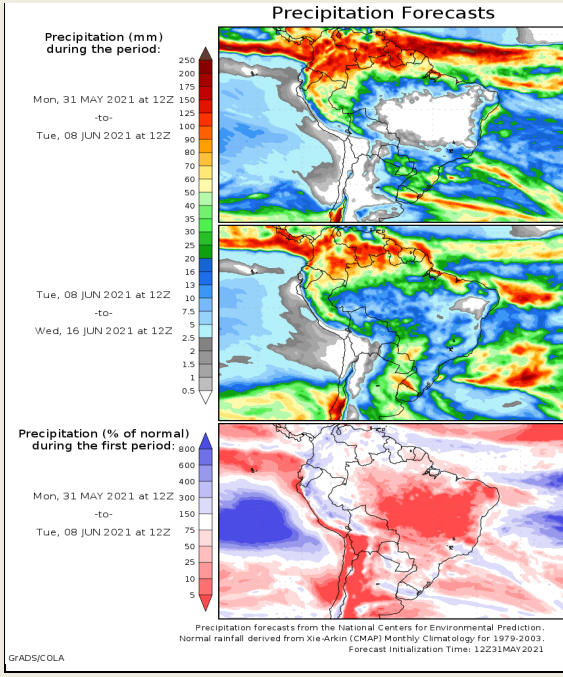 Precipitation Forecasts
Precipitation (mm)
during the period:
Mon, 31 MAY 2021 at 12Z
-to-
Tue, 08 JUN 2021 at 12Z
250
200
175
150
125
100
90
80
70
60
50
40
35
30
25
20
16
13
10
7.5
5
2.5
2
1.5
1
0.5
Tue, 08 JUN 2021 at 12Z
-to-
Wed, 16 JUN 2021 at 12Z
Precipitation (% of normal)
during the first period:
Mon, 31 MAY 2021 at 12Z
-to-
Tue, 08 JUN 2021 at 12Z
800
600
400
300
150
75
50
25
10
5
Precipitation forecasts from the National Centers for Environmental Prediction.
Normal rainfall derived from Xie-Arkin (CMAP) Monthly Climatology for 1979-2003.
Forecast Initialization Time: 12Z31MAY2021
GrADS/COLA